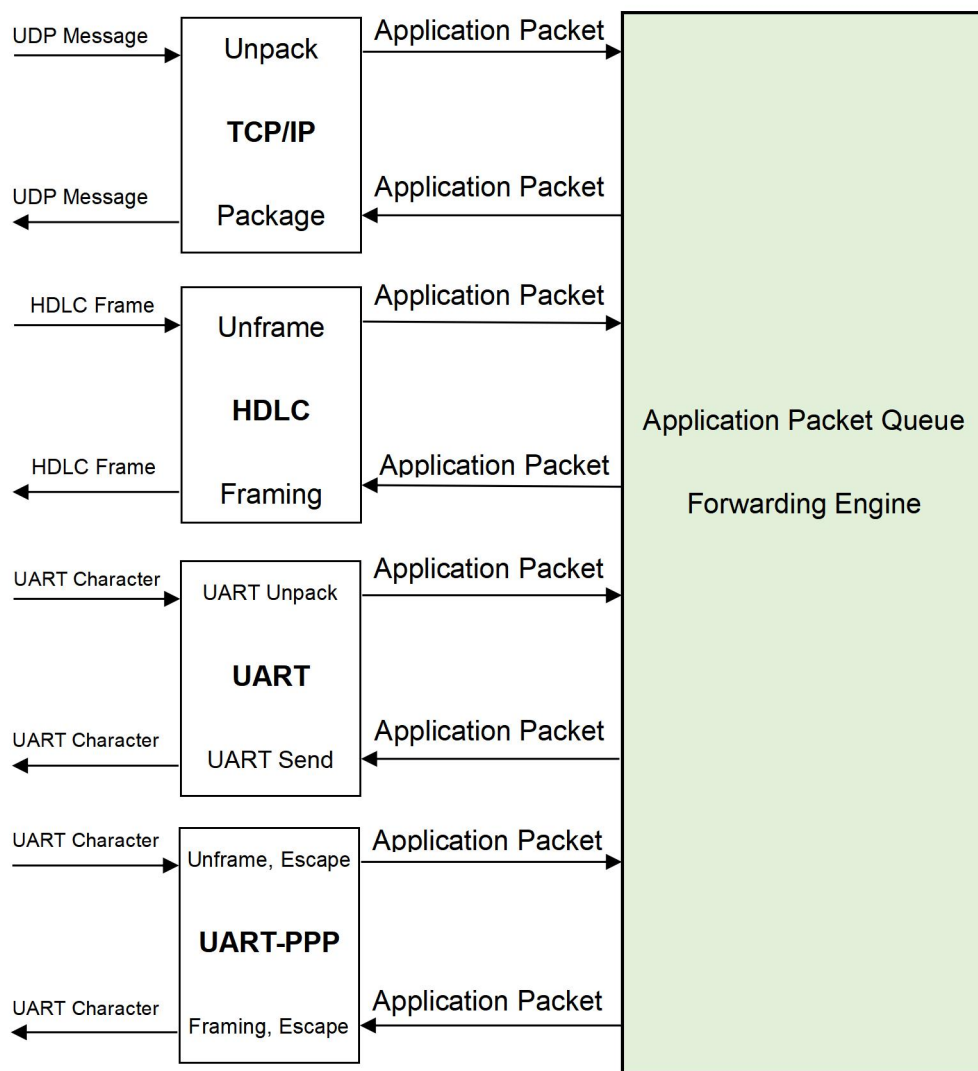 UDP Message
Unpack
Application Packet
TCP/IP
UDP Message
Package
Application Packet
HDLC Frame
Unframe
Application Packet
HDLC
HDLC Frame
Framing
Application Packet
Application Packet Queue
Forwarding Engine
UART Character
UART Unpack
Application Packet
UART
UART Character
UART Send
Application Packet
UART Character
Unframe, Escape
Application Packet
UART-PPP
UART Character
Framing, Escape
Application Packet